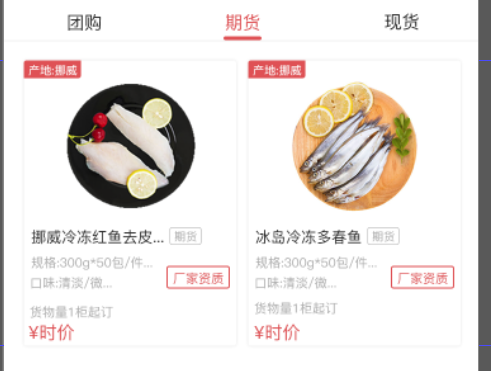 团购 期货 现货
产地:挪威
挪威冷冻红鱼去皮... 期货
规格:300g*50包/件...
口味:清淡/微...
厂家资质
货物量1柜起订
¥时价
产地:挪威
冰岛冷冻多春鱼 期货
规格:300g*50包/件...
口味:清淡/微...
厂家资质
货物量1柜起订
¥时价